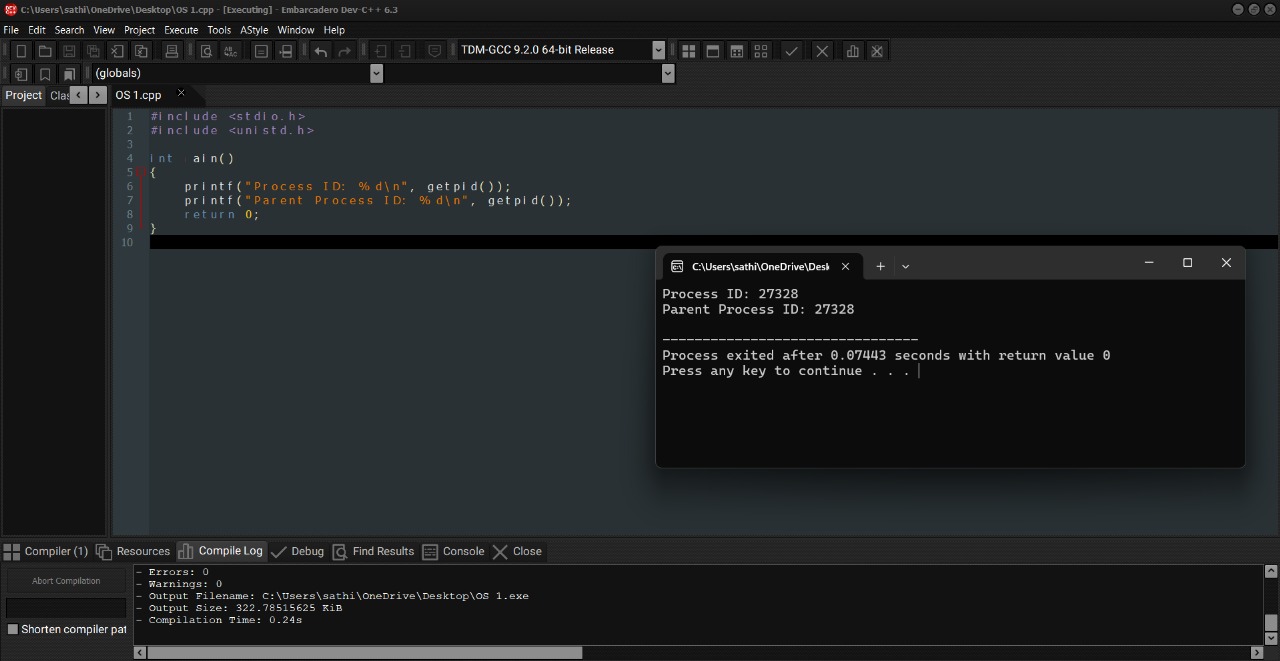 C:\Users\sathi\OneDrive\Desktop\OS 1.cpp - [Executing] - Embarcadero Dev-C++ 6.3
File Edit Search View Project Execute Tools AStyle Window Help
TDM-GCC 9.2.0 64-bit Release
(globals)
Project Clas OS 1.cpp
1 #include <stdio.h>
2 #include <unistd.h>
3
4 int ain()
5 {
6 printf("Process ID: %d\n", getpid());
7 printf("Parent Process ID: %d\n", getpid());
8 return 0;
9 }
10
C:\Users\sathi\OneDrive\Desl
Process ID: 27328
Parent Process ID: 27328
--------------------------------
Process exited after 0.07443 seconds with return value 0
Press any key to continue . . .
Compiler (1) Resources Compile Log Debug Find Results Console Close
Abort Compilation
Shorten compiler pat
- Errors: 0
- Warnings: 0
- Output Filename: C:\Users\sathi\OneDrive\Desktop\OS 1.exe
- Output Size: 322.78515625 KiB
- Compilation Time: 0.24s